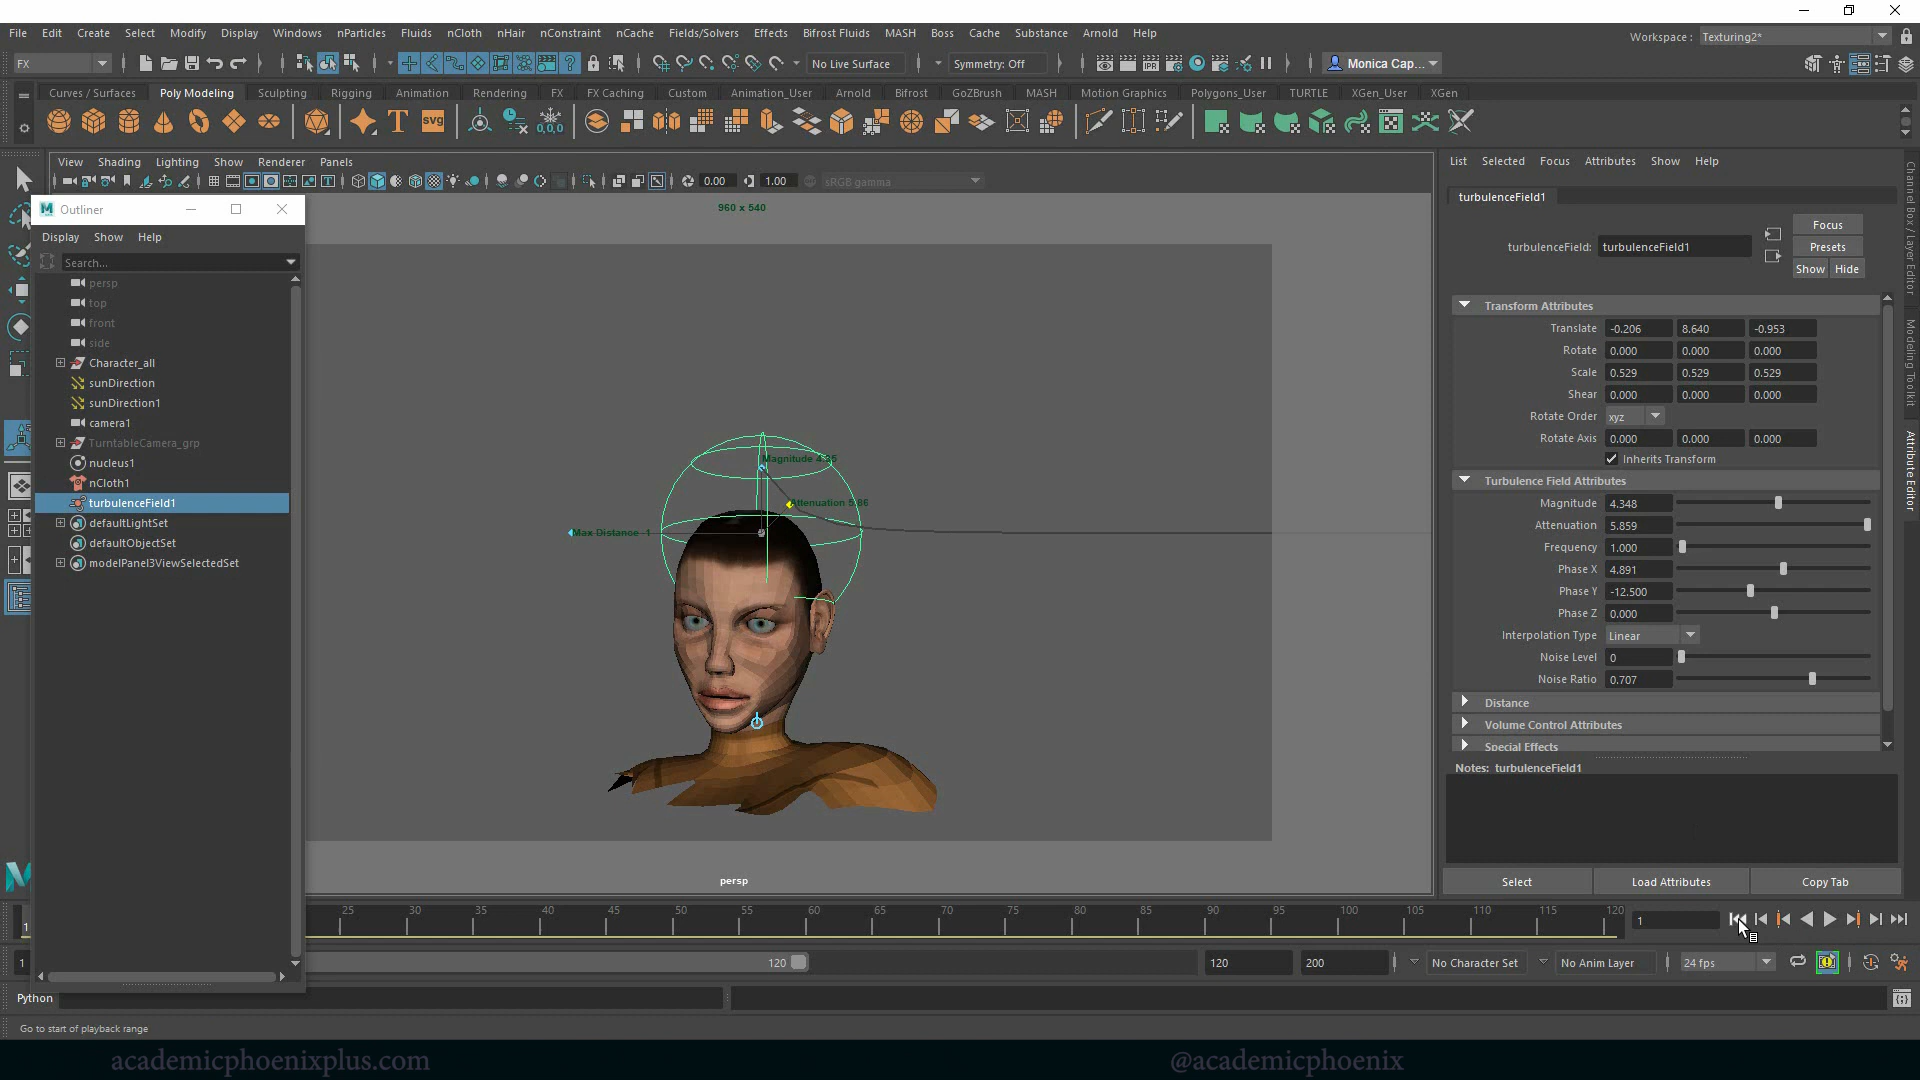 File Edit Create Select Modify Display Windows nParticles Fluids nCloth nHair nConstraint nCache Fields/Solvers Effects Bifrost Fluids MASH Boss Cache Substance Arnold Help Workspace : Texturing2*
FX No Live Surface Symmetry: Off Monica Cap...
Curves / Surfaces Poly Modeling Sculpting Rigging Animation Rendering FX FX Caching Custom Animation_User Arnold Bifrost GoZBrush MASH Motion Graphics Polygons_User TURTLE XGen_User XGen
View Shading Lighting Show Renderer Panels
0.00 1.00 sRGB gamma
960 x 540
Outliner
Display Show Help
Search...
persp
top
front
side
Character_all
sunDirection
sunDirection1
camera1
TurntableCamera_grp
nucleus1
nCloth1
turbulenceField1
defaultLightSet
defaultObjectSet
modelPanel3ViewSelectedSet
Attenuation 5.86
Max Distance -1
persp
List Selected Focus Attributes Show Help
turbulenceField1
turbulenceField: turbulenceField1
Focus
Presets
Show Hide
Transform Attributes
Translate -0.206 8.640 -0.953
Rotate 0.000 0.000 0.000
Scale 0.529 0.529 0.529
Shear 0.000 0.000 0.000
Rotate Order xyz
Rotate Axis 0.000 0.000 0.000
Inherits Transform
Turbulence Field Attributes
Magnitude 4.348
Attenuation 5.859
Frequency 1.000
Phase X 4.891
Phase Y -12.500
Phase Z 0.000
Interpolation Type Linear
Noise Level 0
Noise Ratio 0.707
Distance
Volume Control Attributes
Special Effects
Notes: turbulenceField1
Select Load Attributes Copy Tab
Channel Box / Layer Editor
Modeling Toolkit
Attribute Editor
1 25 30 35 40 45 50 55 60 65 70 75 80 85 90 95 100 105 110 115 120 1
1 120 120 200 No Character Set No Anim Layer 24 fps
Python
Go to start of playback range
academicphoenixplus.com @academicphoenix